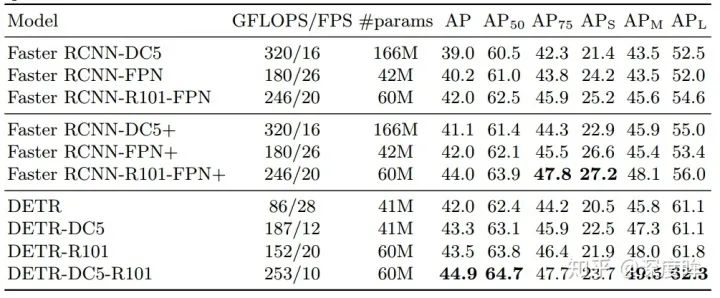 Model GFLOPS/FPS #params AP AP50 AP75 APS APM APL
Faster RCNN-DC5 320/16 166M 39.0 60.5 42.3 21.4 43.5 52.5
Faster RCNN-FPN 180/26 42M 40.2 61.0 43.8 24.2 43.5 52.0
Faster RCNN-R101-FPN 246/20 60M 42.0 62.5 45.9 25.2 45.6 54.6
Faster RCNN-DC5+ 320/16 166M 41.1 61.4 44.3 22.9 45.9 55.0
Faster RCNN-FPN+ 180/26 42M 42.0 62.1 45.5 26.6 45.4 53.4
Faster RCNN-R101-FPN+ 246/20 60M 44.0 63.9 47.8 27.2 48.1 56.0
DETR 86/28 41M 42.0 62.4 44.2 20.5 45.8 61.1
DETR-DC5 187/12 41M 43.3 63.1 45.9 22.5 47.3 61.1
DETR-R101 152/20 60M 43.5 63.8 46.4 21.9 48.0 61.8
DETR-DC5-R101 253/10 60M 44.9 64.7 47.7 23.7 49.5 62.3
知乎